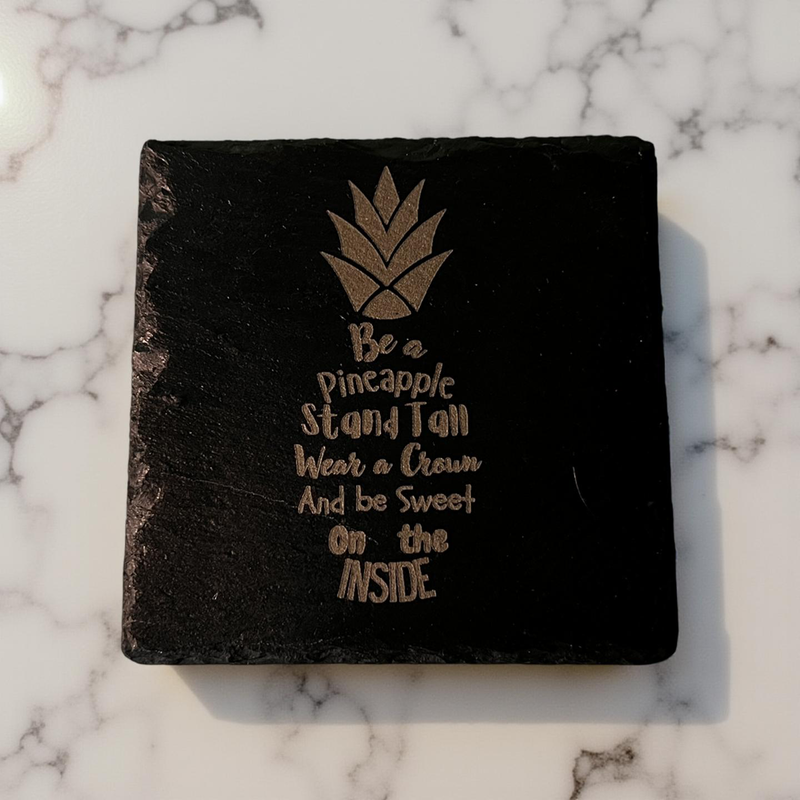 Be a
Pineapple
Stand Tall
Wear a Crown
And be Sweet
On the
INSIDE